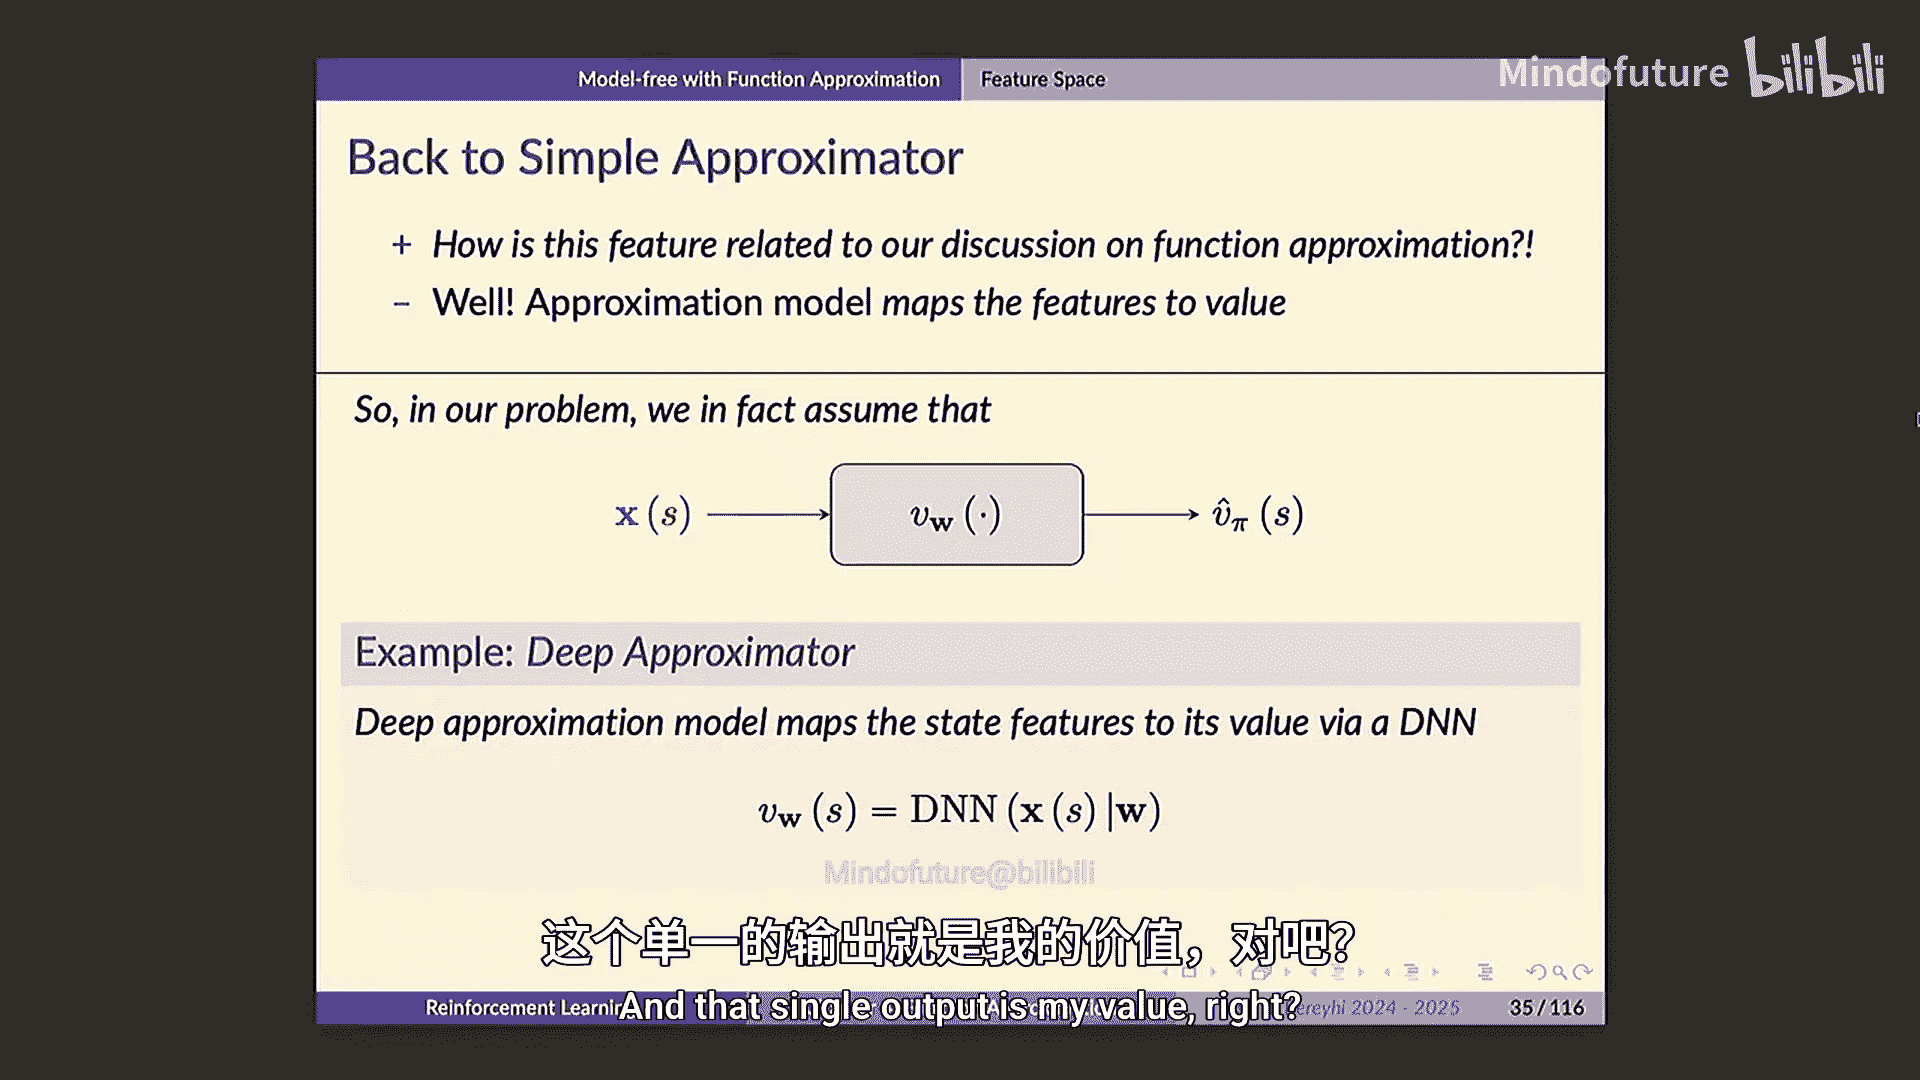 Model-free with Function Approximation Feature Space
Mindofuture bilibili
Back to Simple Approximator
+ How is this feature related to our discussion on function approximation?!
– Well! Approximation model maps the features to value
So, in our problem, we in fact assume that
x (s) v_w (·) v̂_π (s)
Example: Deep Approximator
Deep approximation model maps the state features to its value via a DNN
v_w (s) = DNN (x (s) |w)
Mindofuture@bilibili
这个单一的输出就是我的价值，对吧？
And that single output is my value, right?
Reinforcement 2024 - 2025 35 / 116